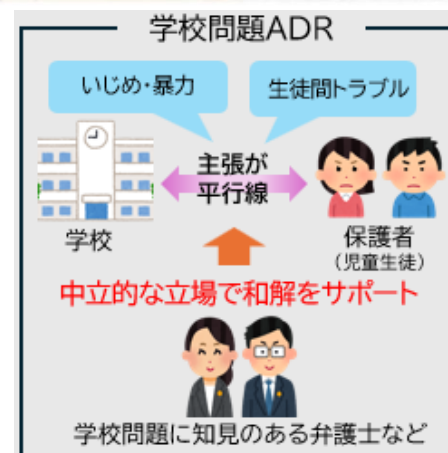 学校問題ADR
いじめ・暴力
生徒間トラブル
主張が
平行線
学校
保護者
(児童生徒)
中立的な立場で和解をサポート
学校問題に知見のある弁護士など